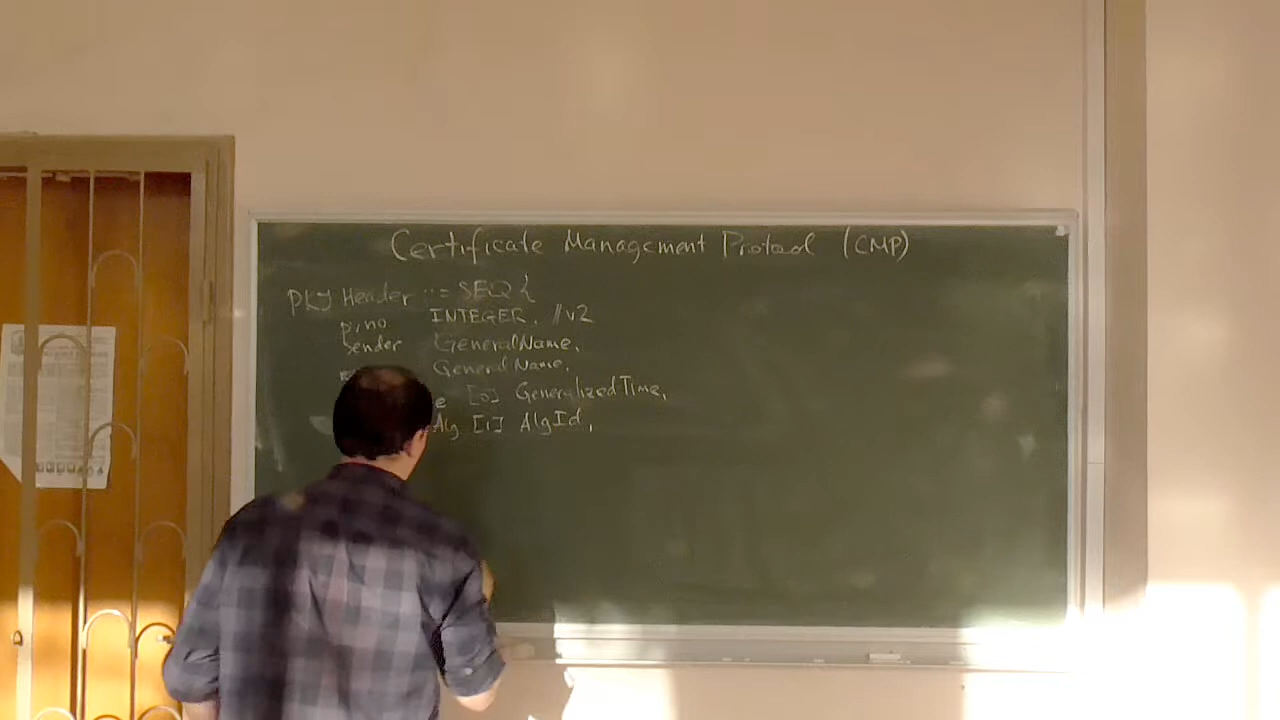 Certificate Management Protocol (CMP)
PKI Header ::= SEQ {
pvno INTEGER, //v2
sender GeneralName,
GeneralName,
e [0] GeneralizedTime,
Alg [1] AlgId,